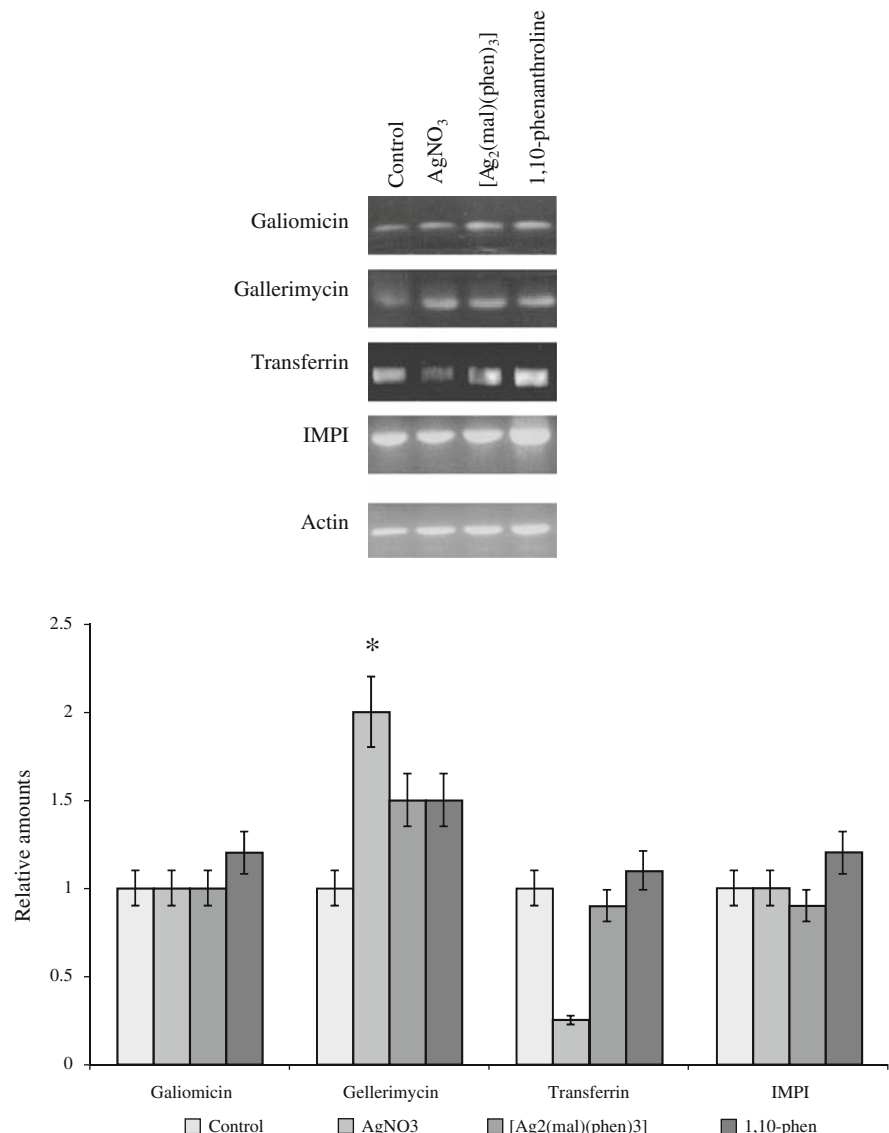 Control
AgNO3
[Ag2(mal)(phen)3]
1,10-phenanthroline
Galiomicin
Gallerimycin
Transferrin
IMPI
Actin
2.5
*
2
1.5
1
0.5
0
Relative amounts
Galiomicin Gellerimycin Transferrin IMPI
Control AgNO3 [Ag2(mal)(phen)3] 1,10-phen